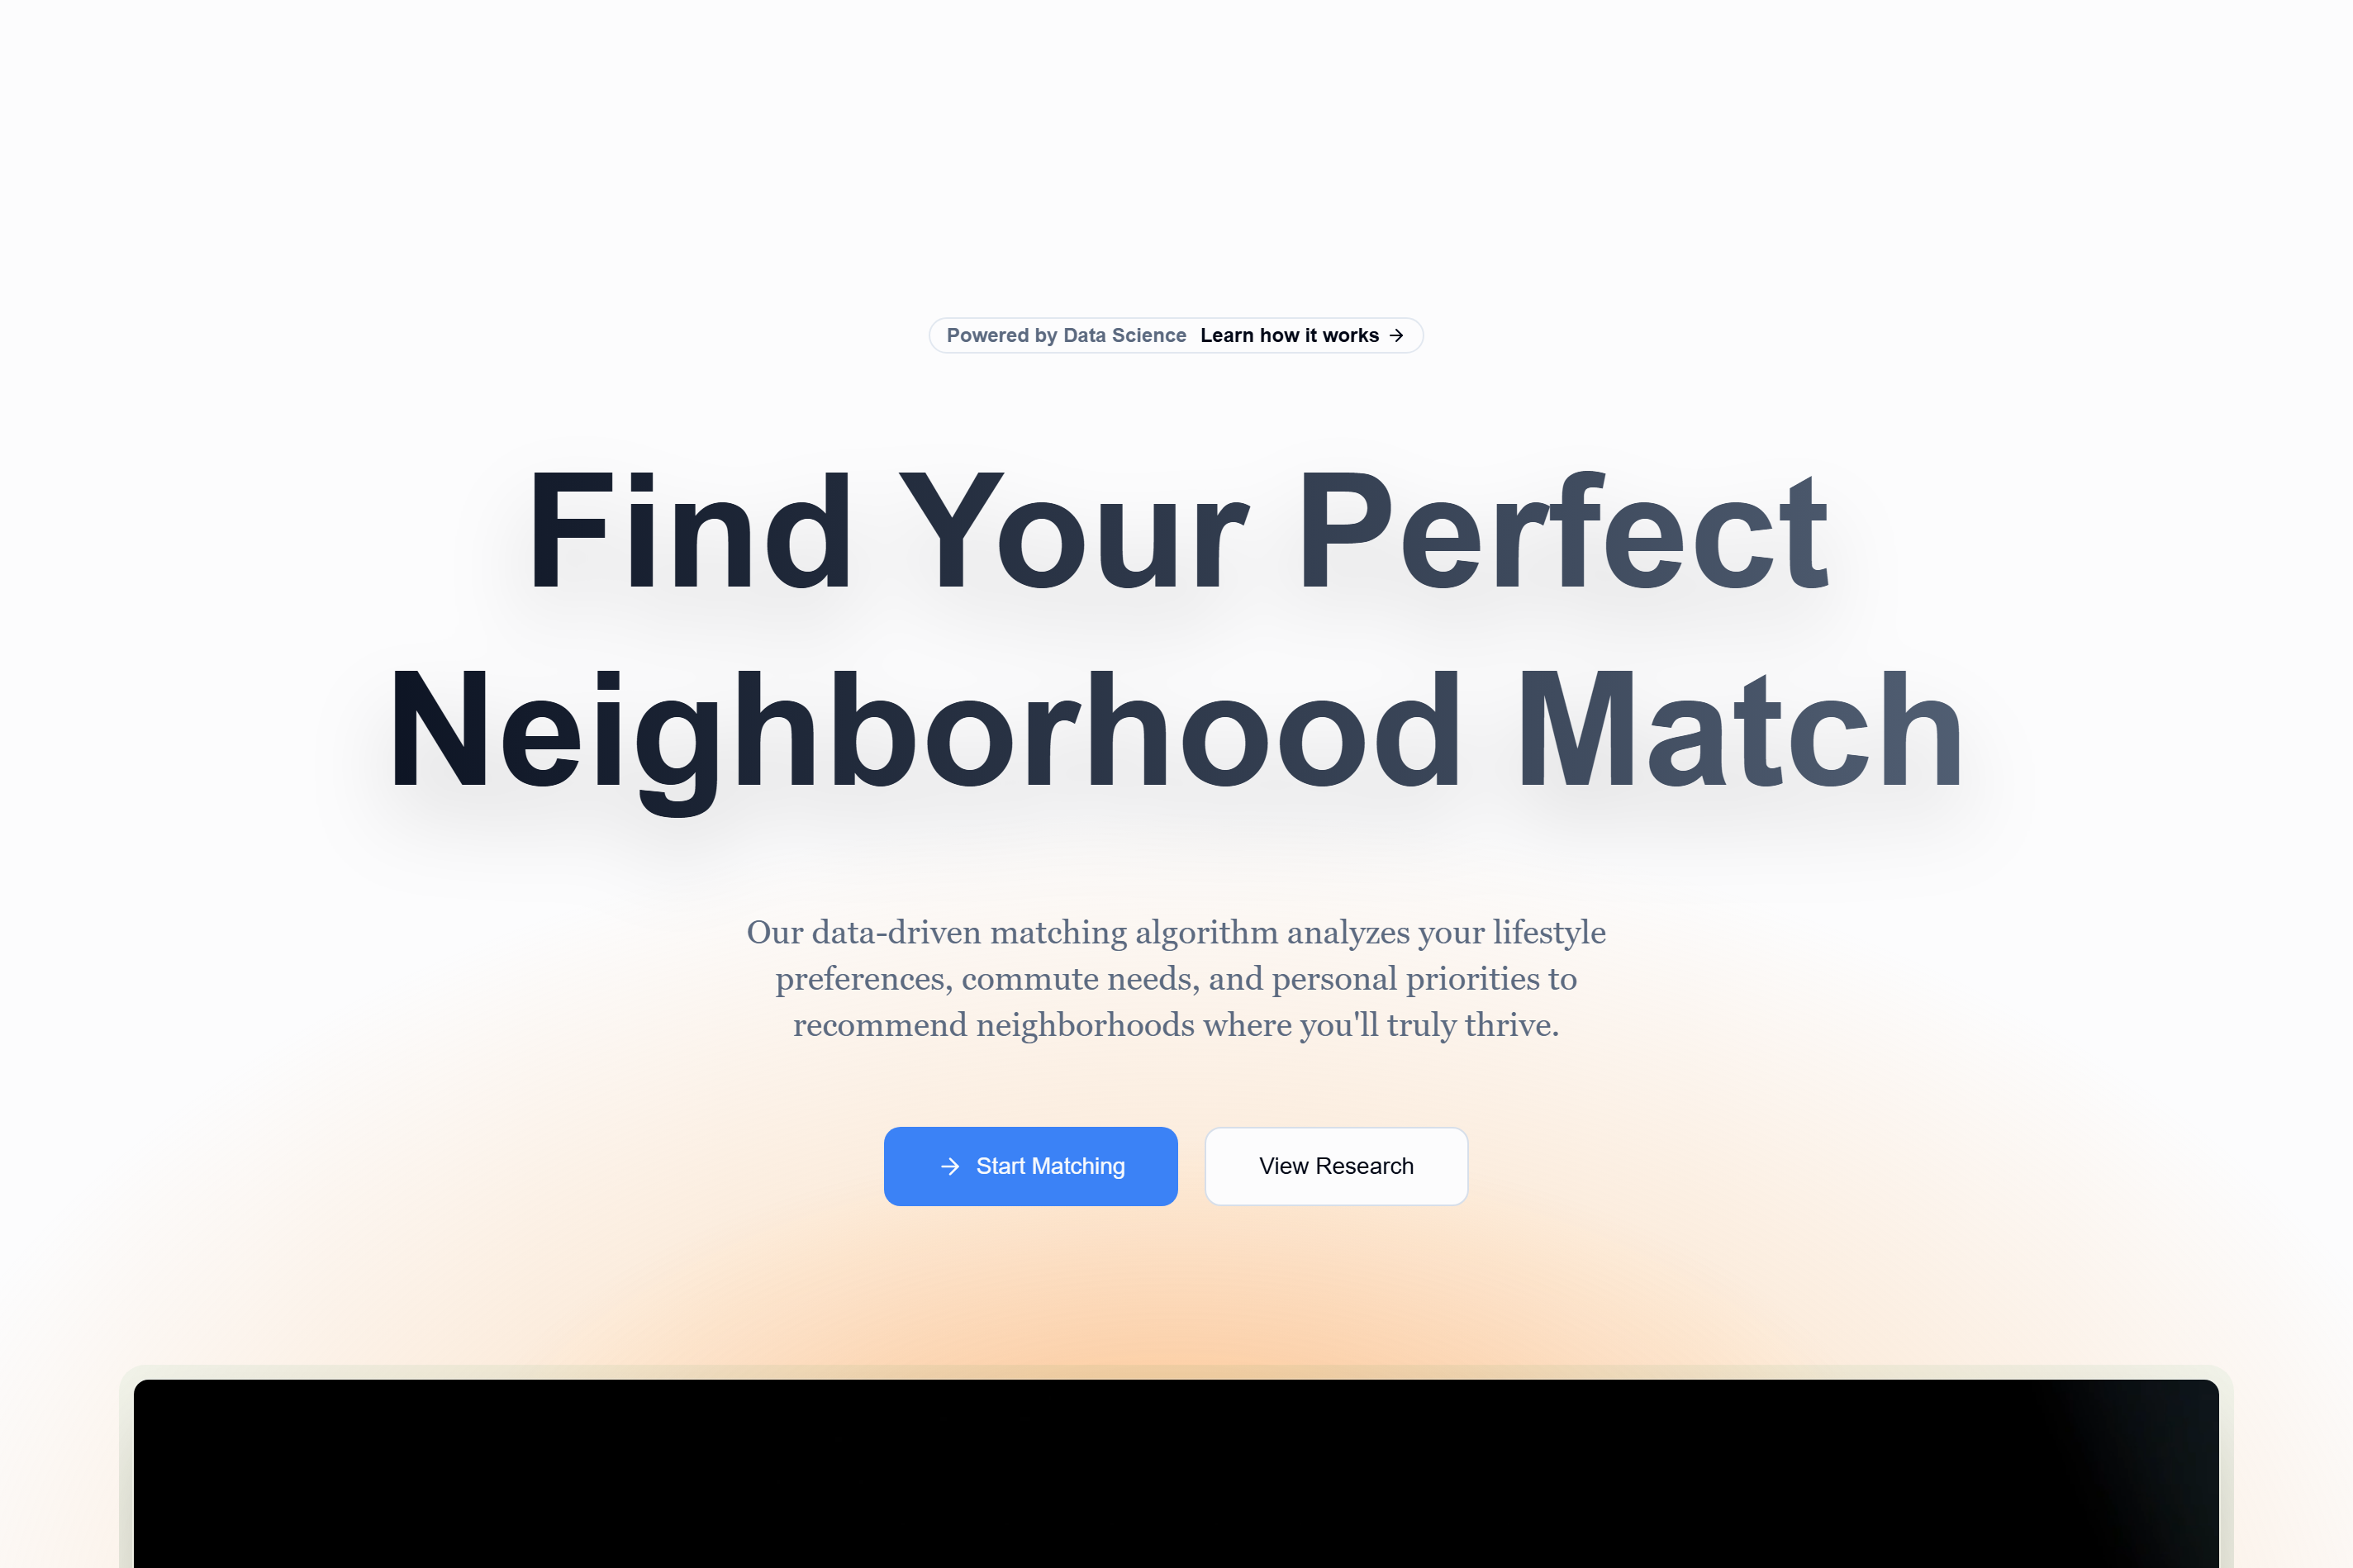 Powered by Data Science Learn how it works →
Find Your Perfect
Neighborhood Match
Our data-driven matching algorithm analyzes your lifestyle
preferences, commute needs, and personal priorities to
recommend neighborhoods where you'll truly thrive.
→ Start Matching
View Research